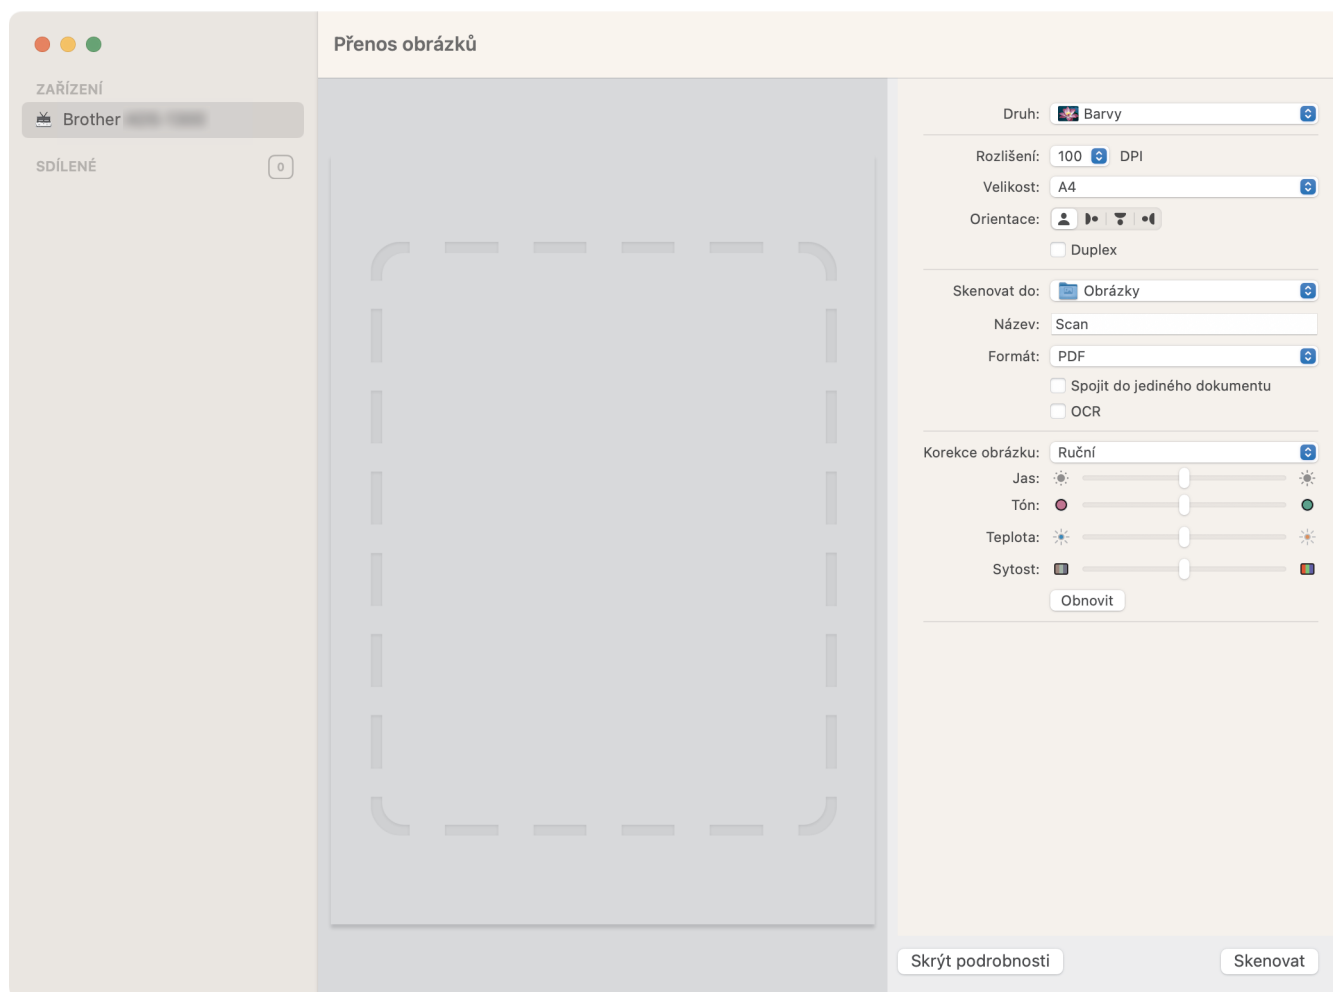 Přenos obrázků
ZAŘÍZENÍ
Brother
SDÍLENÉ 0
Druh: Barvy
Rozlišení: 100 DPI
Velikost: A4
Orientace:
Duplex
Skenovat do: Obrázky
Název: Scan
Formát: PDF
Spojit do jediného dokumentu
OCR
Korekce obrázku: Ruční
Jas:
Tón:
Teplota:
Sytost:
Obnovit
Skrýt podrobnosti Skenovat